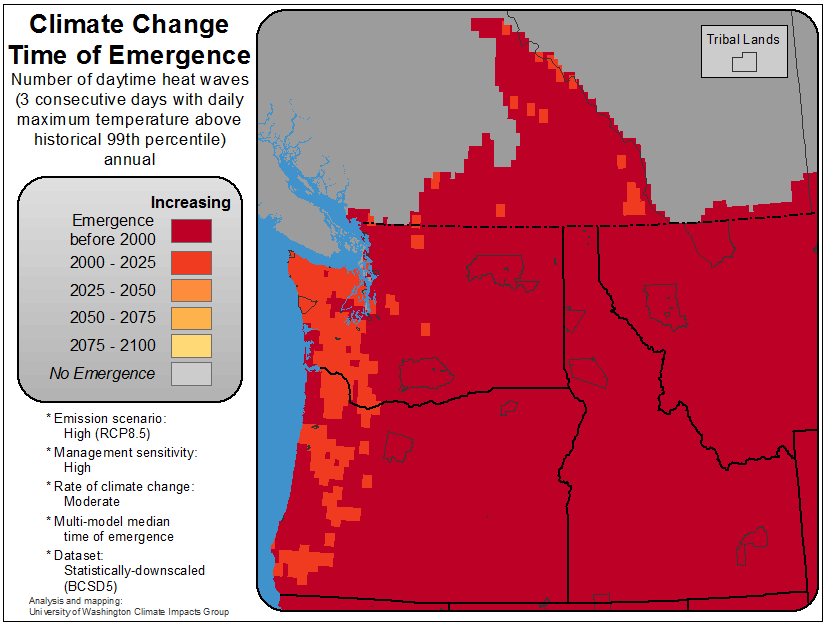 Climate Change
Time of Emergence
Number of daytime heat waves
(3 consecutive days with daily
maximum temperature above
historical 99th percentile)
annual
Increasing
Emergence
before 2000
2000 - 2025
2025 - 2050
2050 - 2075
2075 - 2100
No Emergence
* Emission scenario:
High (RCP8.5)
* Management sensitivity:
High
* Rate of climate change:
Moderate
* Multi-model median
time of emergence
* Dataset:
Statistically-downscaled
(BCSD5)
Analysis and mapping:
University of Washington Climate Impacts Group
Tribal Lands